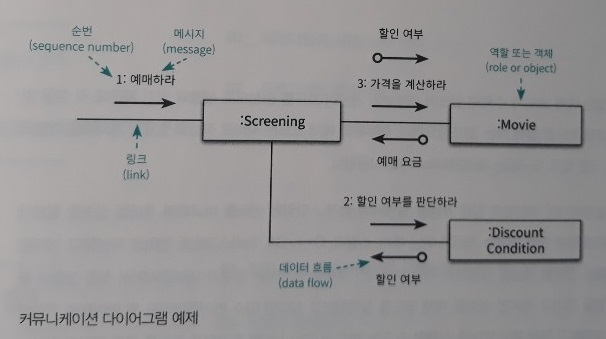 순번
(sequence number)
메시지
(message)
할인 여부
역할 또는 객체
(role or object)
1: 예매하라
3: 가격을 계산하라
:Screening
:Movie
링크
(link)
예매 요금
2: 할인 여부를 판단하라
:Discount
Condition
데이터 흐름
(data flow)
할인 여부
커뮤니케이션 다이어그램 예제